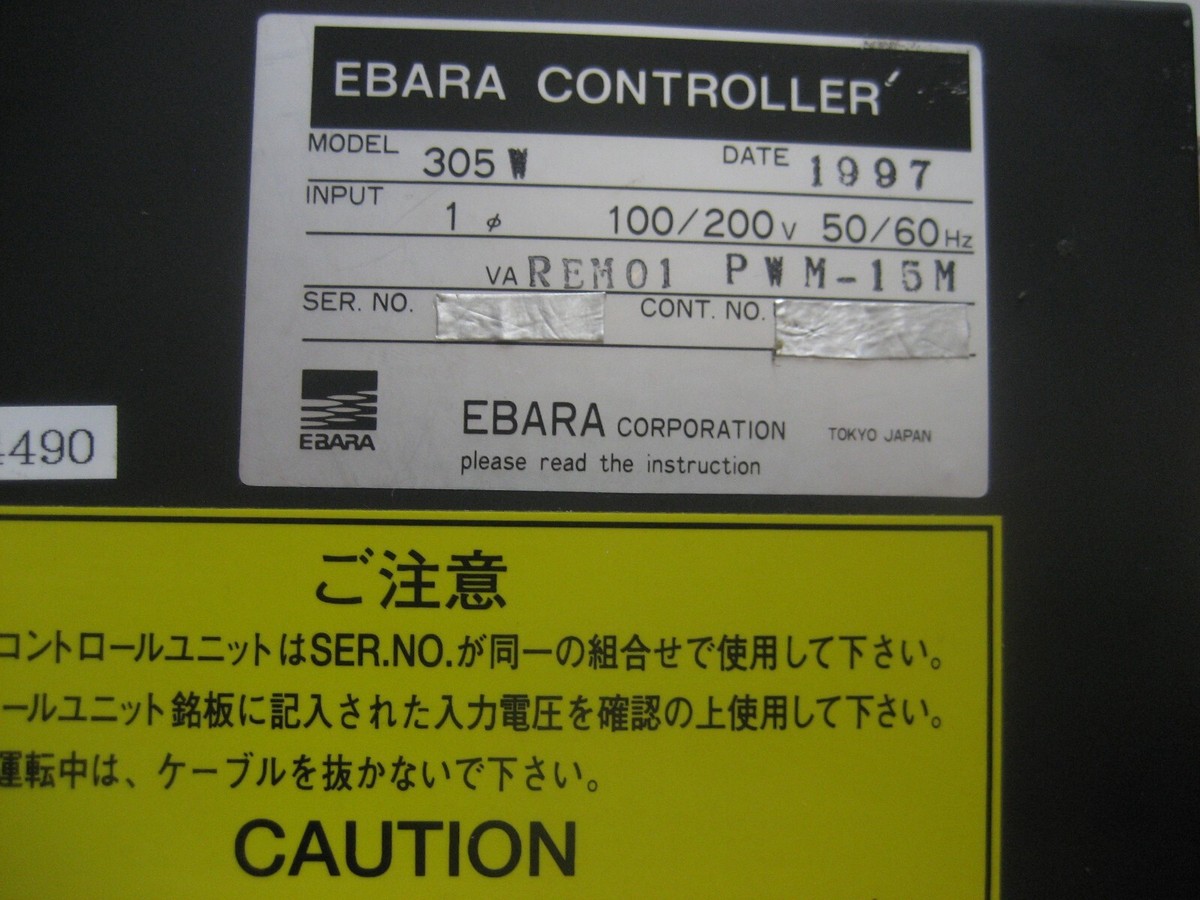 EBARA CONTROLLER
MODEL 305W DATE 1997
INPUT 1 φ 100/200V 50/60Hz
VA REM01 PWM-15M
SER. NO. CONT. NO.
EBARA
EBARA CORPORATION TOKYO JAPAN
please read the instruction
4490
ご注意
コントロールユニットはSER.NO.が同一の組合せで使用して下さい。
ールユニット銘板に記入された入力電圧を確認の上使用して下さい。
運転中は、ケーブルを抜かないで下さい。
CAUTION